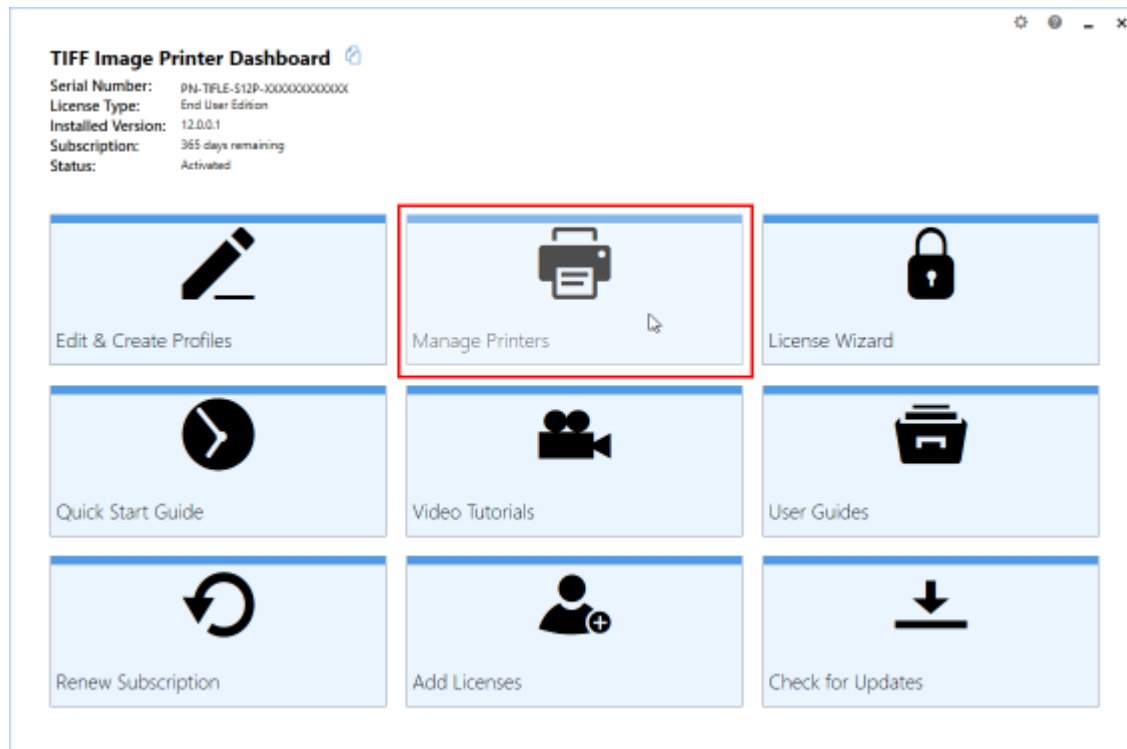 TIFF Image Printer Dashboard
Serial Number: PN-TIFLE-S12P-XXXXXXXXXXXX
License Type: End User Edition
Installed Version: 12.0.0.1
Subscription: 365 days remaining
Status: Activated
Edit & Create Profiles
Manage Printers
License Wizard
Quick Start Guide
Video Tutorials
User Guides
Renew Subscription
Add Licenses
Check for Updates